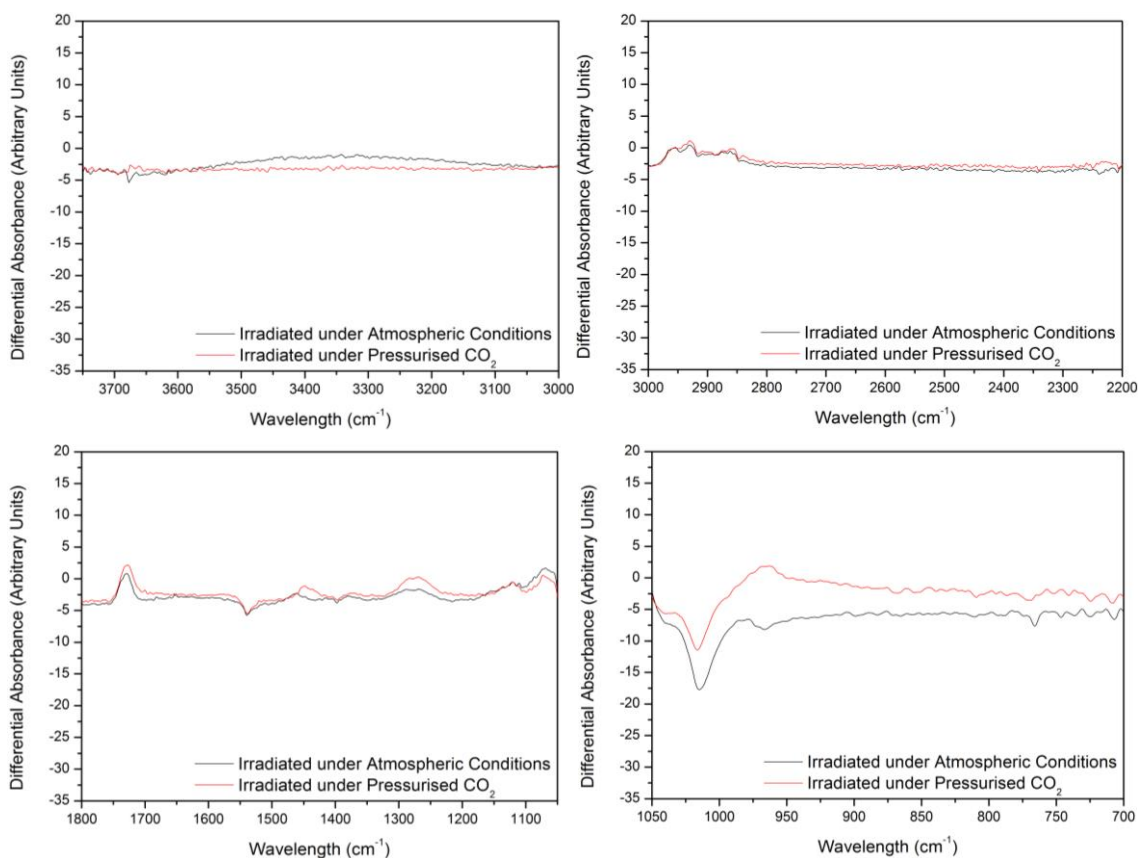 Differential Absorbance (Arbitrary Units)
20
15
10
5
0
-5
-10
-15
-20
-25
-30
-35
Irradiated under Atmospheric Conditions
Irradiated under Pressurised CO₂
3700 3600 3500 3400 3300 3200 3100 3000
Wavelength (cm⁻¹)
Differential Absorbance (Arbitrary Units)
20
15
10
5
0
-5
-10
-15
-20
-25
-30
-35
Irradiated under Atmospheric Conditions
Irradiated under Pressurised CO₂
3000 2900 2800 2700 2600 2500 2400 2300 2200
Wavelength (cm⁻¹)
Differential Absorbance (Arbitrary Units)
20
15
10
5
0
-5
-10
-15
-20
-25
-30
-35
Irradiated under Atmospheric Conditions
Irradiated under Pressurised CO₂
1800 1700 1600 1500 1400 1300 1200 1100
Wavelength (cm⁻¹)
Differential Absorbance (Arbitrary Units)
20
15
10
5
0
-5
-10
-15
-20
-25
-30
-35
Irradiated under Atmospheric Conditions
Irradiated under Pressurised CO₂
1050 1000 950 900 850 800 750 700
Wavelength (cm⁻¹)